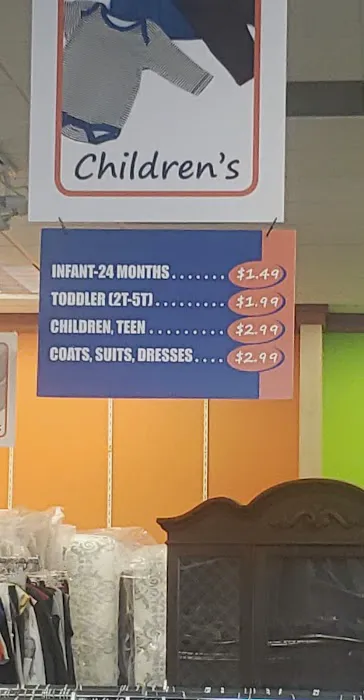 Children's
INFANT-24 MONTHS....... $1.49
TODDLER (2T-5T)......... $1.99
CHILDREN, TEEN .......... $2.99
COATS, SUITS, DRESSES.... $2.99